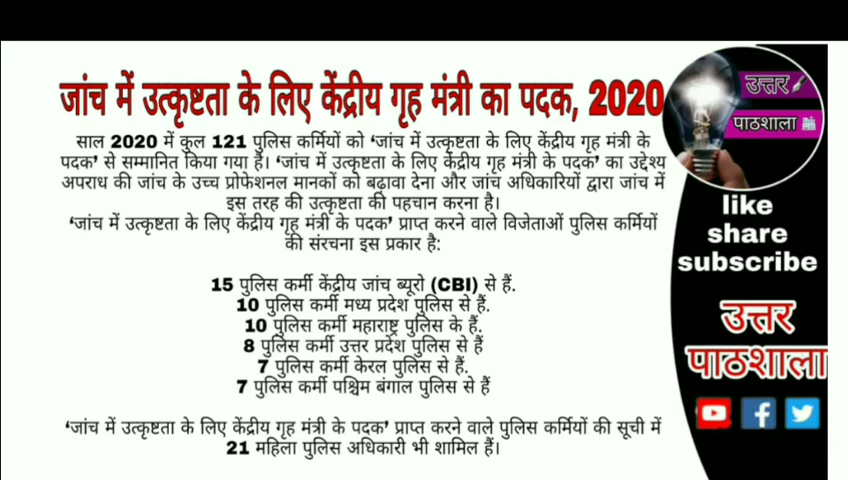 जांच में उत्कृष्टता के लिए केंद्रीय गृह मंत्री का पदक, 2020
साल 2020 में कुल 121 पुलिस कर्मियों को ‘जांच में उत्कृष्टता के लिए केंद्रीय गृह मंत्री के
पदक’ से सम्मानित किया गया है। ‘जांच में उत्कृष्टता के लिए केंद्रीय गृह मंत्री के पदक’ का उद्देश्य
अपराध की जांच के उच्च प्रोफेशनल मानकों को बढ़ावा देना और जांच अधिकारियों द्वारा जांच में
इस तरह की उत्कृष्टता की पहचान करना है।
‘जांच में उत्कृष्टता के लिए केंद्रीय गृह मंत्री के पदक’ प्राप्त करने वाले विजेताओं पुलिस कर्मियों
की संरचना इस प्रकार है:
15 पुलिस कर्मी केंद्रीय जांच ब्यूरो (CBI) से हैं.
10 पुलिस कर्मी मध्य प्रदेश पुलिस से हैं.
10 पुलिस कर्मी महाराष्ट्र पुलिस के हैं.
8 पुलिस कर्मी उत्तर प्रदेश पुलिस से हैं
7 पुलिस कर्मी केरल पुलिस से हैं.
7 पुलिस कर्मी पश्चिम बंगाल पुलिस से हैं
‘जांच में उत्कृष्टता के लिए केंद्रीय गृह मंत्री के पदक’ प्राप्त करने वाले पुलिस कर्मियों की सूची में
21 महिला पुलिस अधिकारी भी शामिल हैं।
उत्तर
पाठशाला
like
share
subscribe
उत्तर
पाठशाला